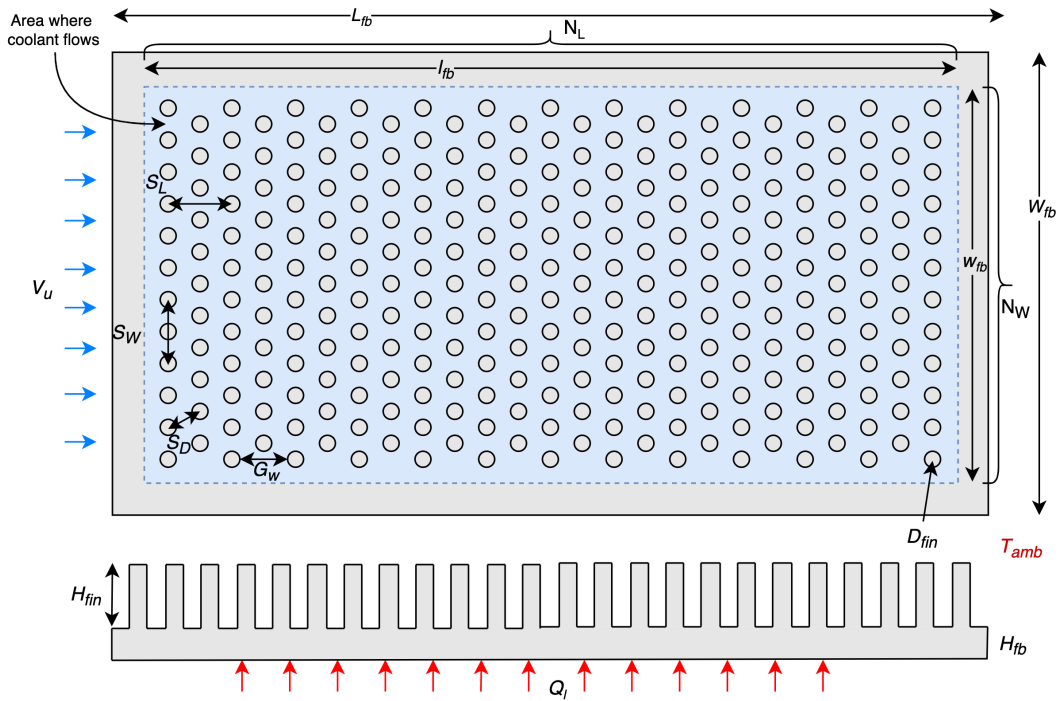 L_fb
Area where
coolant flows
N_L
l_fb
S_L
W_fb
w_fb
V_u
N_W
S_W
S_D
G_w
D_fin
T_amb
H_fin
H_fb
Q_l